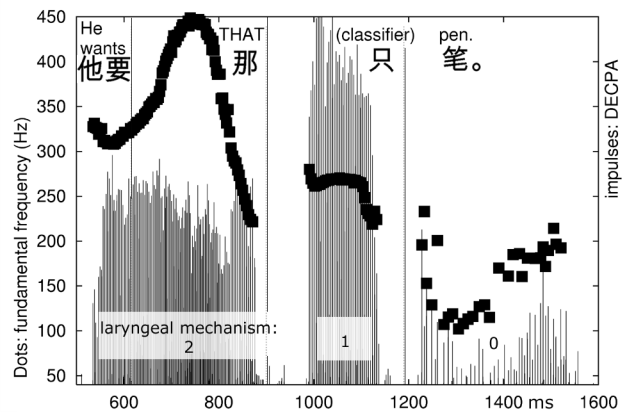 He
wants
THAT
(classifier)
pen.
他要
那
只
笔。
450
400
350
300
250
200
150
100
50
Dots: fundamental frequency (Hz)
impulses: DECPA
laryngeal mechanism:
2
1
0
600
800
1000
1200
1400
ms
1600